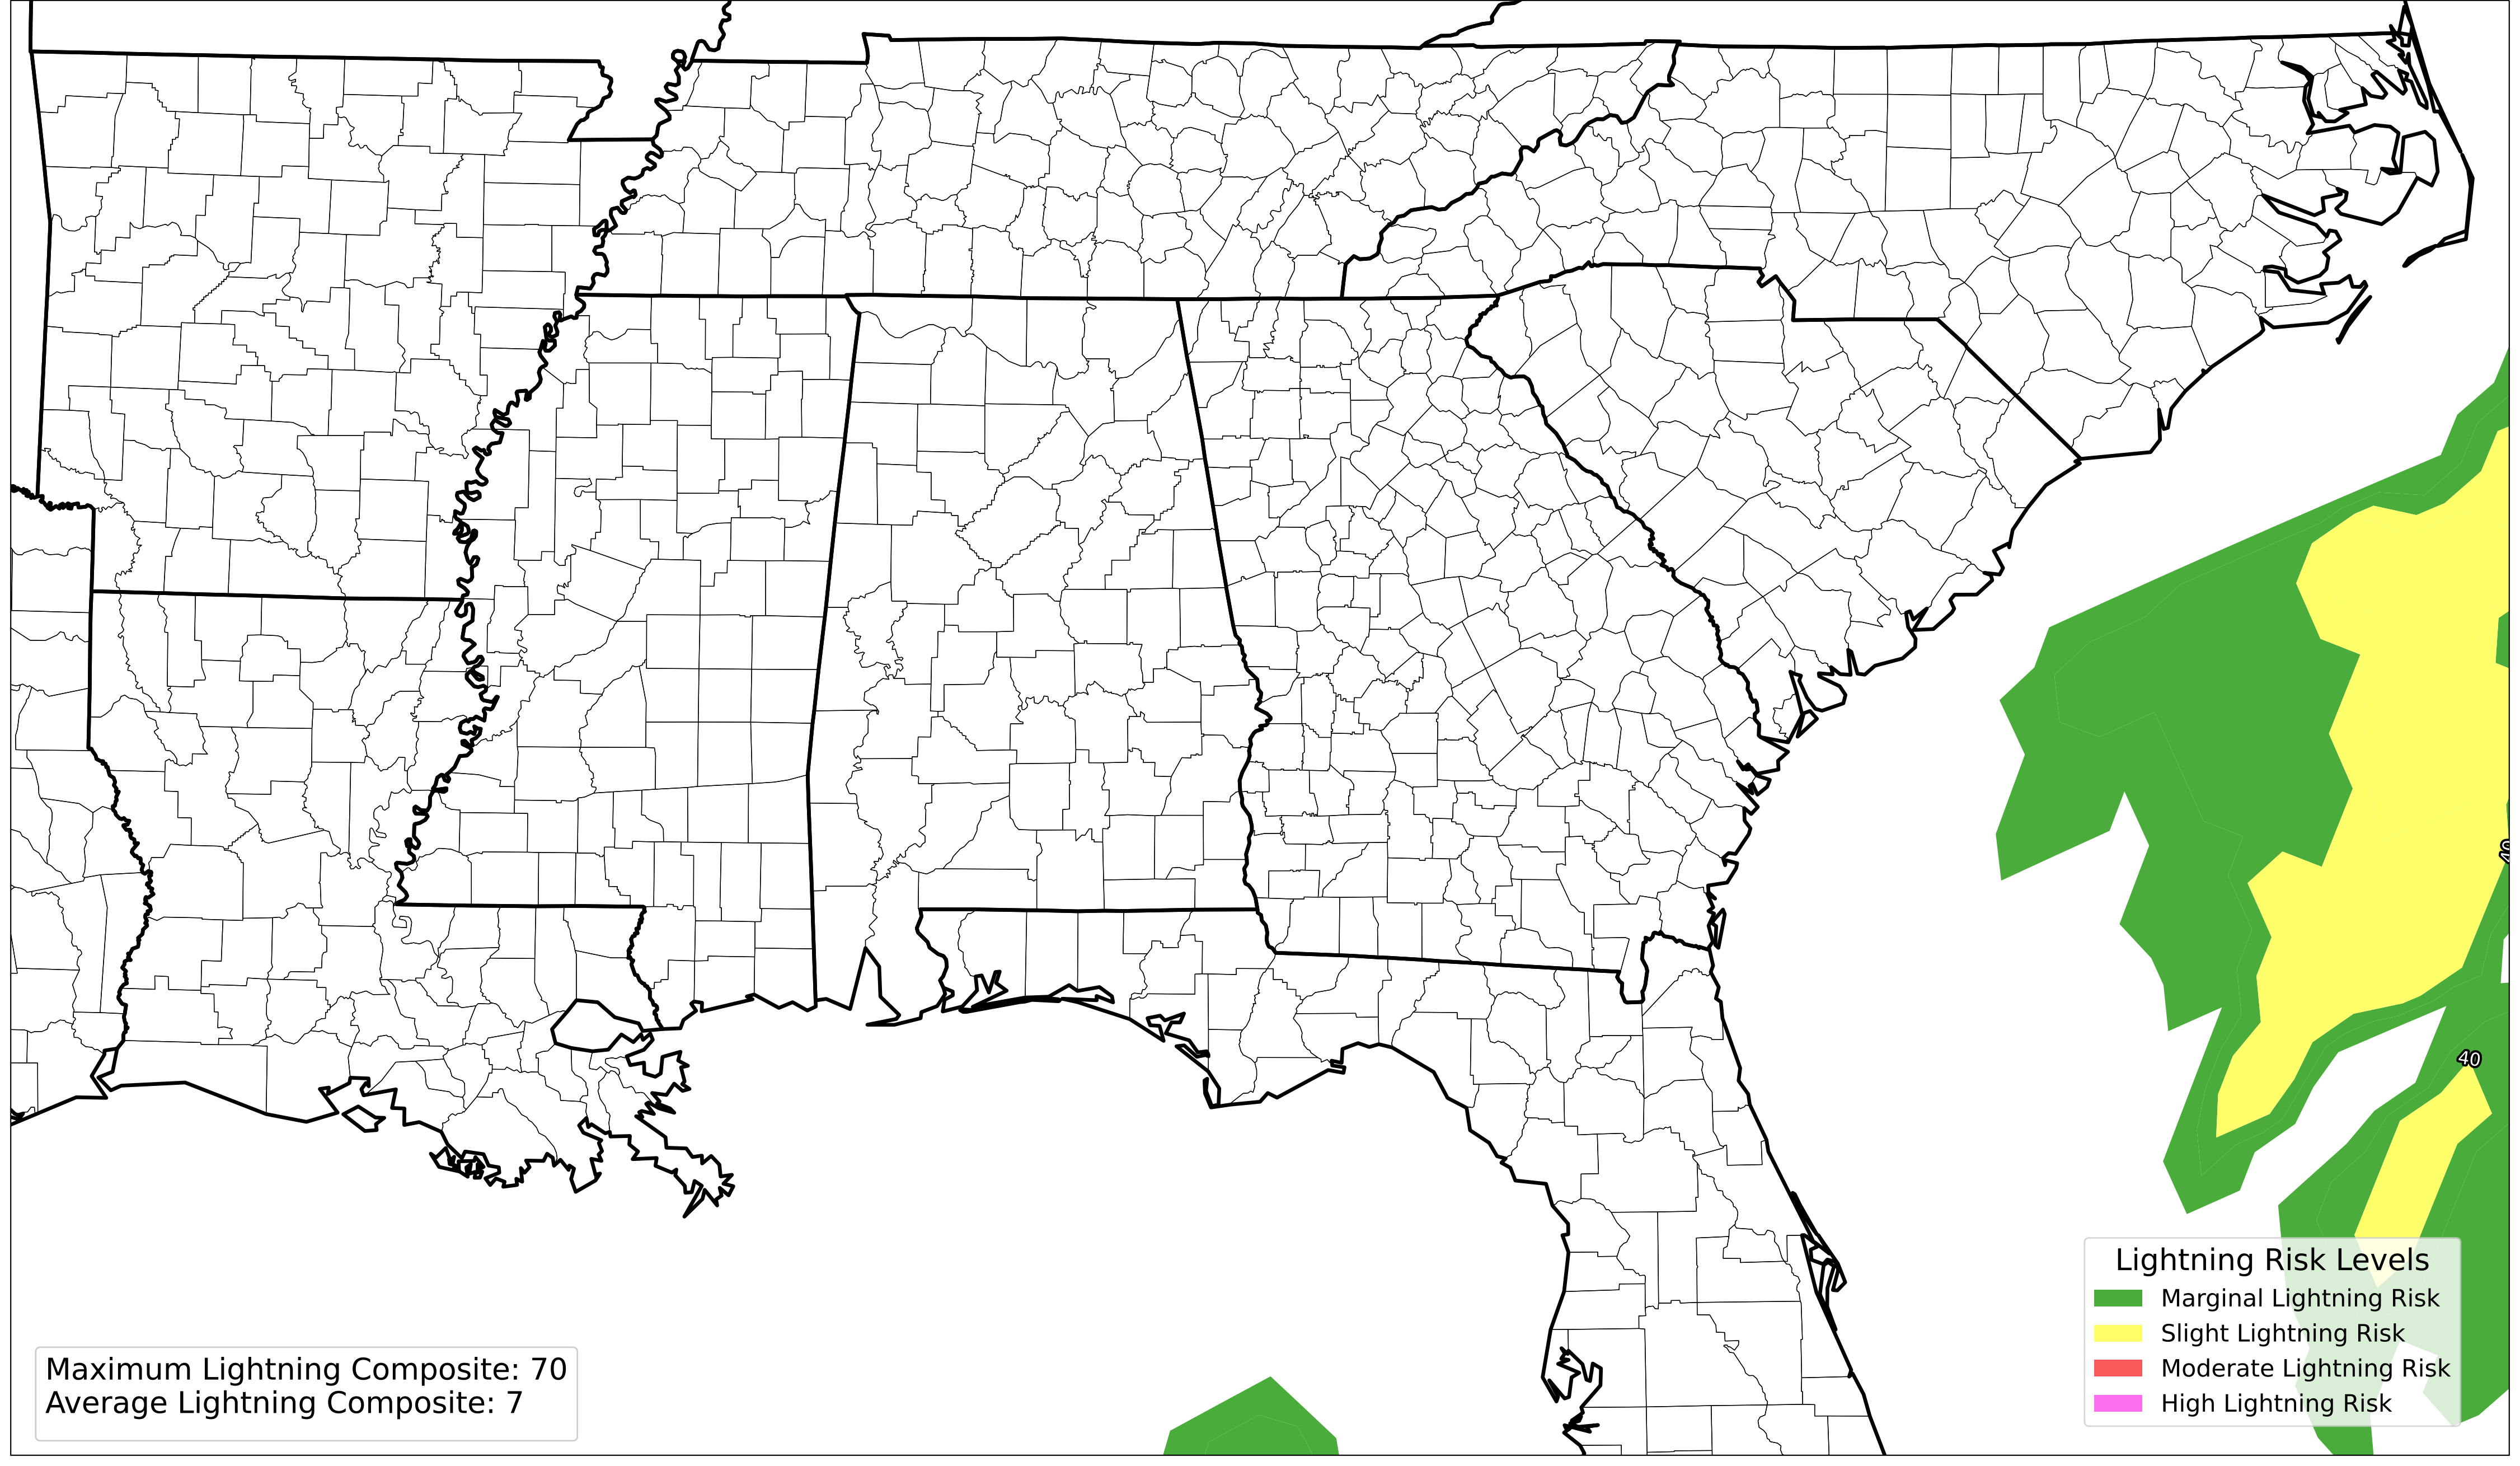 40
40
Lightning Risk Levels
Marginal Lightning Risk
Slight Lightning Risk
Moderate Lightning Risk
High Lightning Risk
Maximum Lightning Composite: 70
Average Lightning Composite: 7